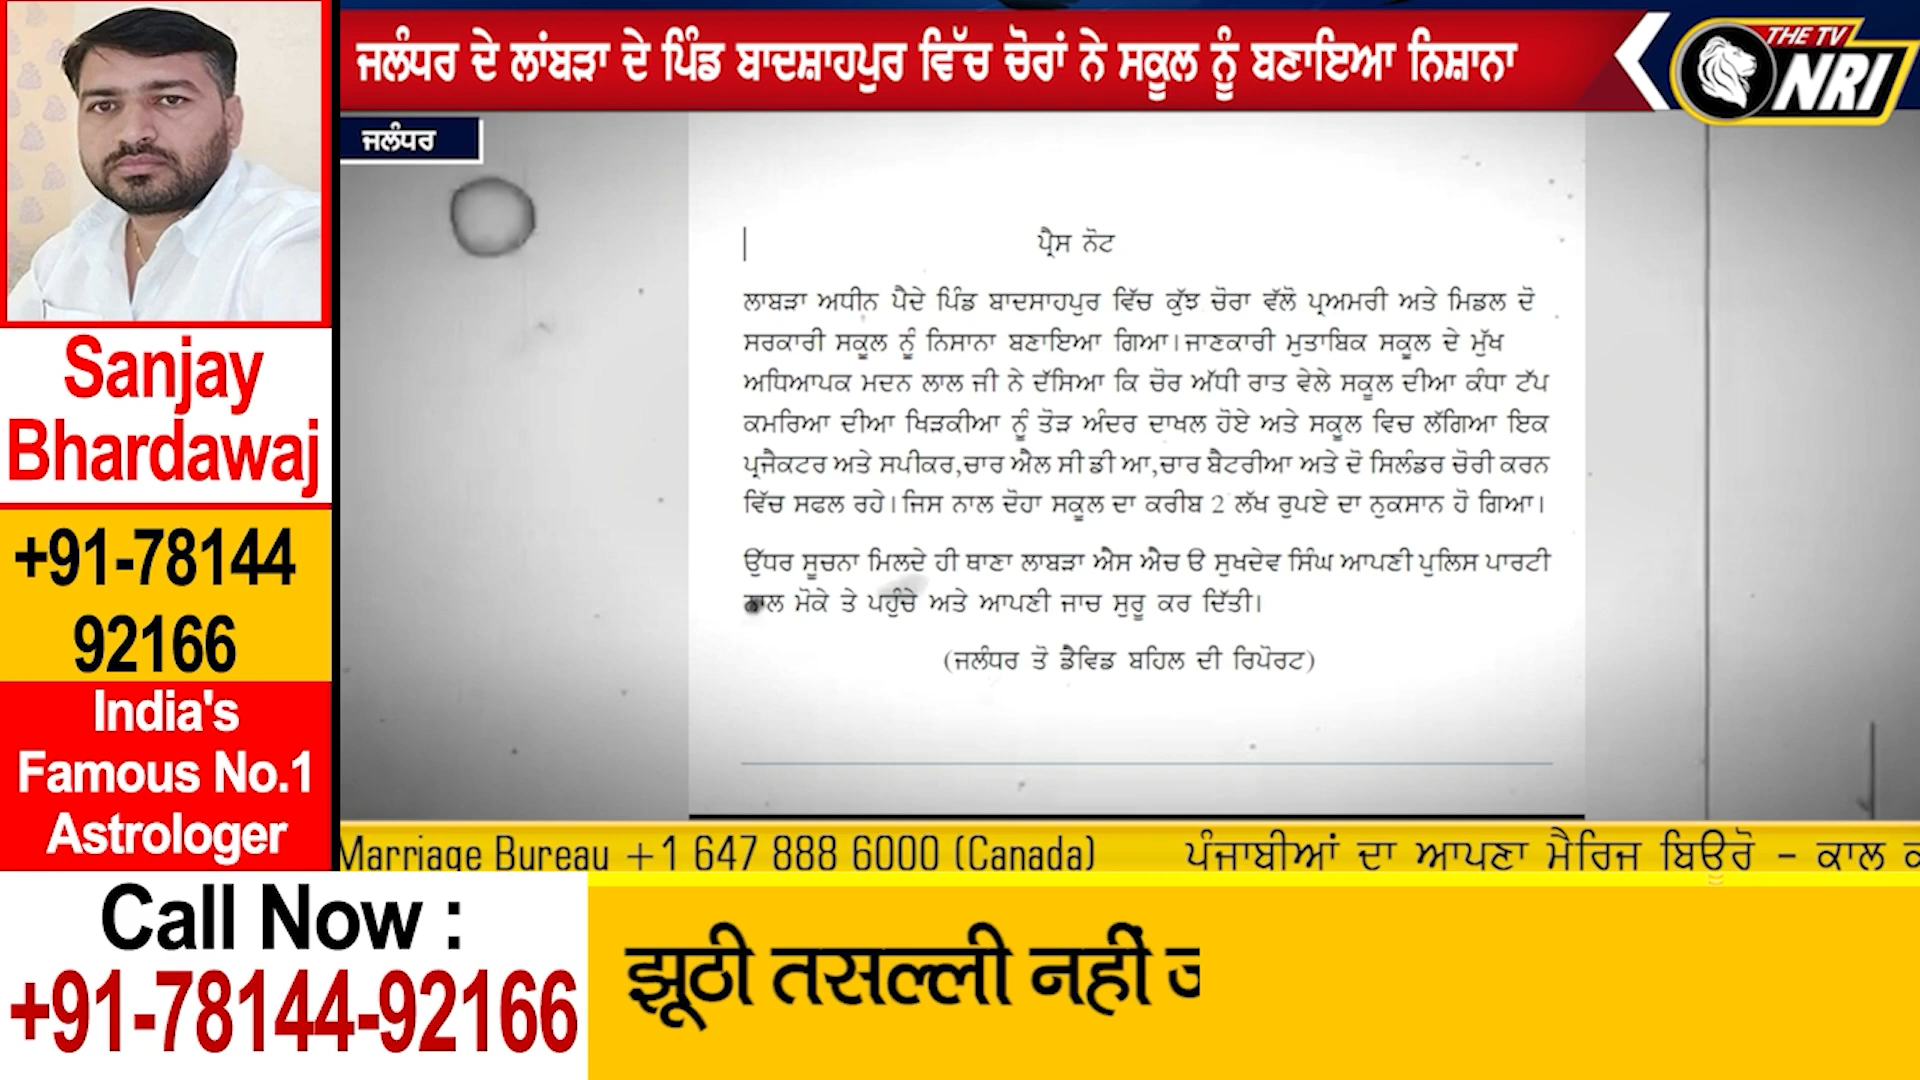 ਜਲੰਧਰ ਦੇ ਲਾਂਬੜਾ ਦੇ ਪਿੰਡ ਬਾਦਸ਼ਾਹਪੁਰ ਵਿੱਚ ਚੋਰਾਂ ਨੇ ਸਕੂਲ ਨੂੰ ਬਣਾਇਆ ਨਿਸ਼ਾਨਾ
THE TV
NRI
ਜਲੰਧਰ
ਪ੍ਰੈਸ ਨੋਟ
ਲਾਬੜਾ ਅਧੀਨ ਪੈਦੇ ਪਿੰਡ ਬਾਦਸਾਹਪੁਰ ਵਿੱਚ ਕੁੱਝ ਚੋਰਾ ਵੱਲੋ ਪ੍ਰਅਮਰੀ ਅਤੇ ਮਿਡਲ ਦੋ
ਸਰਕਾਰੀ ਸਕੂਲ ਨੂੰ ਨਿਸਾਨਾ ਬਣਾਇਆ ਗਿਆ। ਜਾਣਕਾਰੀ ਮੁਤਾਬਿਕ ਸਕੂਲ ਦੇ ਮੁੱਖ
ਅਧਿਆਪਕ ਮਦਨ ਲਾਲ ਜੀ ਨੇ ਦੱਸਿਆ ਕਿ ਚੋਰ ਅੱਧੀ ਰਾਤ ਵੇਲੇ ਸਕੂਲ ਦੀਆ ਕੰਧਾ ਟੱਪ
ਕਮਰਿਆ ਦੀਆ ਖਿੜਕੀਆ ਨੂੰ ਤੋੜ ਅੰਦਰ ਦਾਖਲ ਹੋਏ ਅਤੇ ਸਕੂਲ ਵਿਚ ਲੱਗਿਆ ਇਕ
ਪ੍ਰਜੈਕਟਰ ਅਤੇ ਸਪੀਕਰ,ਚਾਰ ਐਲ ਸੀ ਡੀ ਆ,ਚਾਰ ਬੈਟਰੀਆ ਅਤੇ ਦੋ ਸਿਲੰਡਰ ਚੋਰੀ ਕਰਨ
ਵਿੱਚ ਸਫਲ ਰਹੇ। ਜਿਸ ਨਾਲ ਦੋਹਾ ਸਕੂਲ ਦਾ ਕਰੀਬ 2 ਲੱਖ ਰੁਪਏ ਦਾ ਨੁਕਸਾਨ ਹੋ ਗਿਆ।
ਉੱਧਰ ਸੂਚਨਾ ਮਿਲਦੇ ਹੀ ਥਾਣਾ ਲਾਬੜਾ ਐਸ ਐਚ ੳ ਸੁਖਦੇਵ ਸਿੰਘ ਆਪਣੀ ਪੁਲਿਸ ਪਾਰਟੀ
ਨਾਲ ਮੋਕੇ ਤੇ ਪਹੁੰਚੇ ਅਤੇ ਆਪਣੀ ਜਾਚ ਸੁਰੂ ਕਰ ਦਿੱਤੀ।
(ਜਲੰਧਰ ਤੋ ਡੈਵਿਡ ਬਹਿਲ ਦੀ ਰਿਪੋਰਟ)
Sanjay
Bhardawaj
+91-78144
92166
India's
Famous No.1
Astrologer
Marriage Bureau +1 647 888 6000 (Canada) ਪੰਜਾਬੀਆਂ ਦਾ ਆਪਣਾ ਮੈਰਿਜ ਬਿਊਰੋ - ਕਾਲ
Call Now :
+91-78144-92166
झूठी तसल्ली नहीं